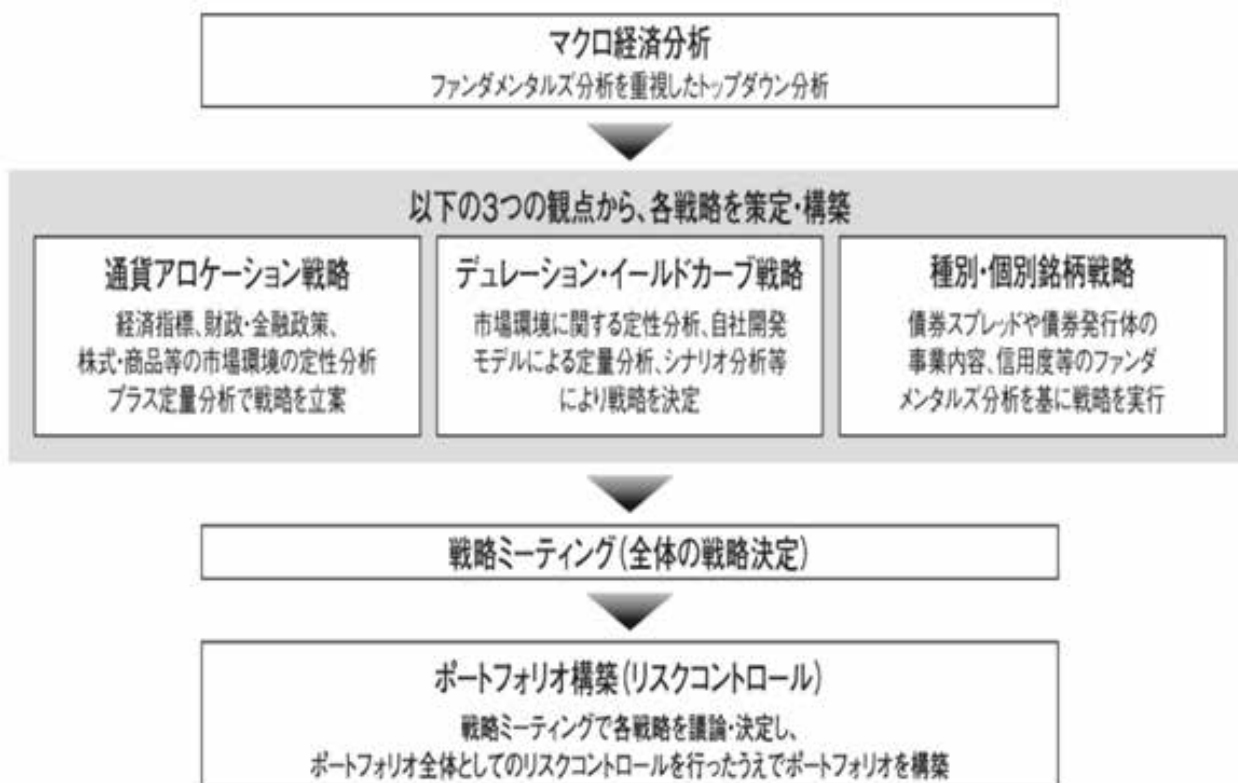 マクロ経済分析
ファンダメンタルズ分析を重視したトップダウン分析
以下の3つの観点から、各戦略を策定・構築
通貨アロケーション戦略
経済指標、財政・金融政策、
株式・商品等の市場環境の定性分析
プラス定量分析で戦略を立案
デュレーション・イールドカーブ戦略
市場環境に関する定性分析、自社開発
モデルによる定量分析、シナリオ分析等
により戦略を決定
種別・個別銘柄戦略
債券スプレッドや債券発行体の
事業内容、信用度等のファンダ
メンタルズ分析を基に戦略を実行
戦略ミーティング(全体の戦略決定)
ポートフォリオ構築(リスクコントロール)
戦略ミーティングで各戦略を議論・決定し、
ポートフォリオ全体としてのリスクコントロールを行ったうえでポートフォリオを構築